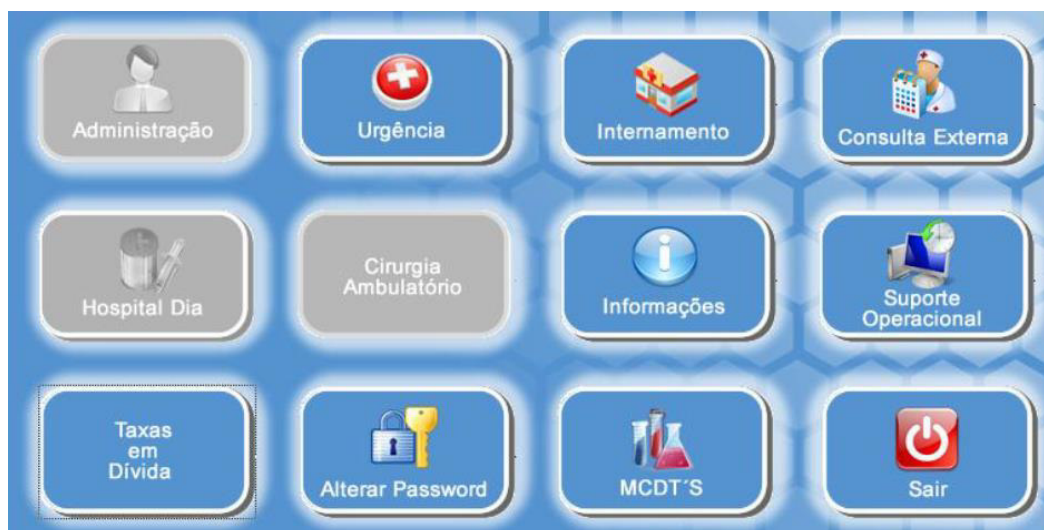 Administração
Urgência
Internamento
Consulta Externa
Hospital Dia
Cirurgia
Ambulatório
Informações
Suporte
Operacional
Taxas
em
Dívida
Alterar Password
MCDT´S
Sair